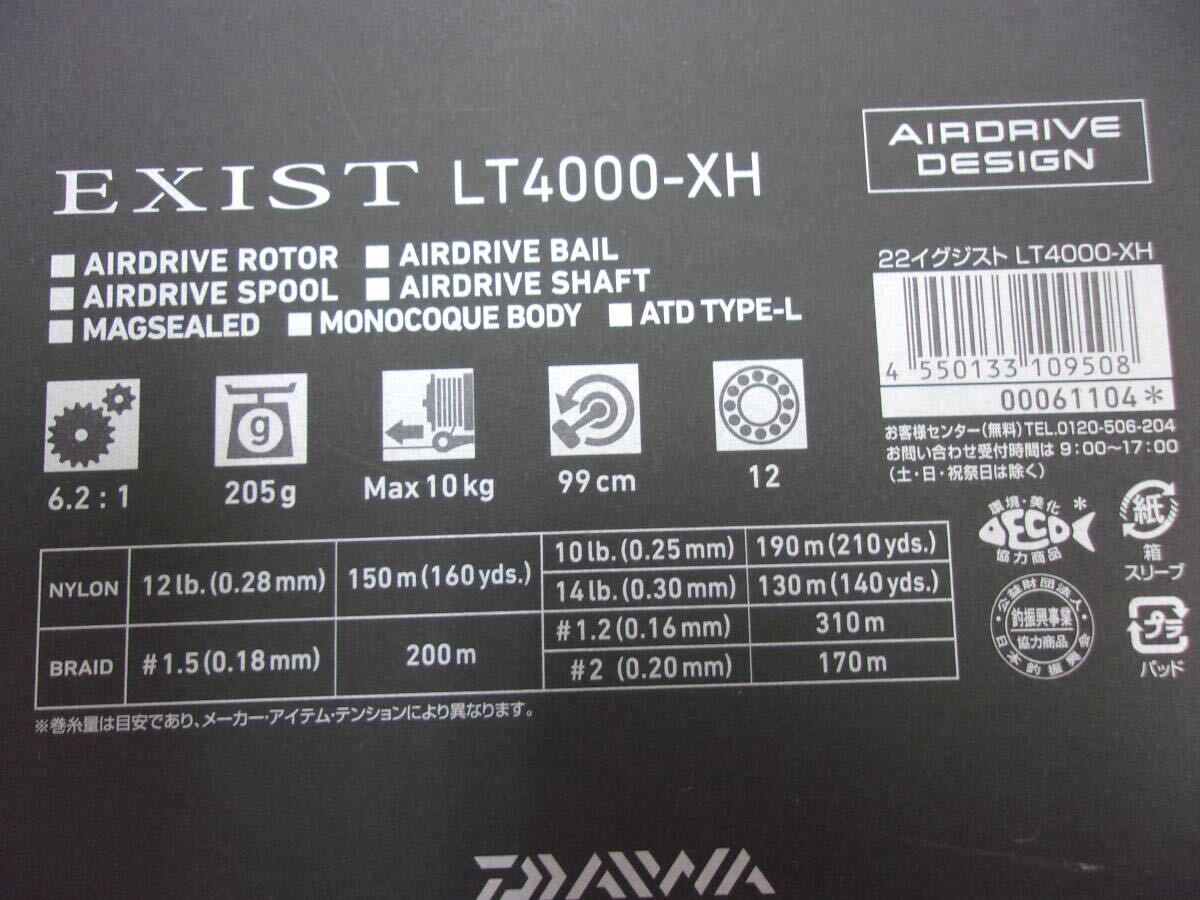 AIRDRIVE
DESIGN
EXIST LT4000-XH
■ AIRDRIVE ROTOR ■ AIRDRIVE BAIL
■ AIRDRIVE SPOOL ■ AIRDRIVE SHAFT
■ MAGSEALED ■ MONOCOQUE BODY ■ ATD TYPE-L
g
6.2:1 205g Max 10kg 99cm 12
22イグジスト LT4000-XH
4 550133 109508
00061104*
お客様センター(無料)TEL.0120-506-204
お問い合わせ受付時間は 9:00〜17:00
(土・日・祝祭日は除く)
環境・美化*
ECO
協力商品
紙
箱
スリーブ
公益財団法人
釣振興事業
協力商品
日本釣振興会
プラ
パッド
NYLON 12lb.(0.28mm) 150m(160yds.) 10lb.(0.25mm) 190m(210yds.)
14lb.(0.30mm) 130m(140yds.)
BRAID #1.5(0.18mm) 200m #1.2(0.16mm) 310m
#2 (0.20mm) 170m
※巻糸量は目安であり、メーカー・アイテム・テンションにより異なります。
DAIWA